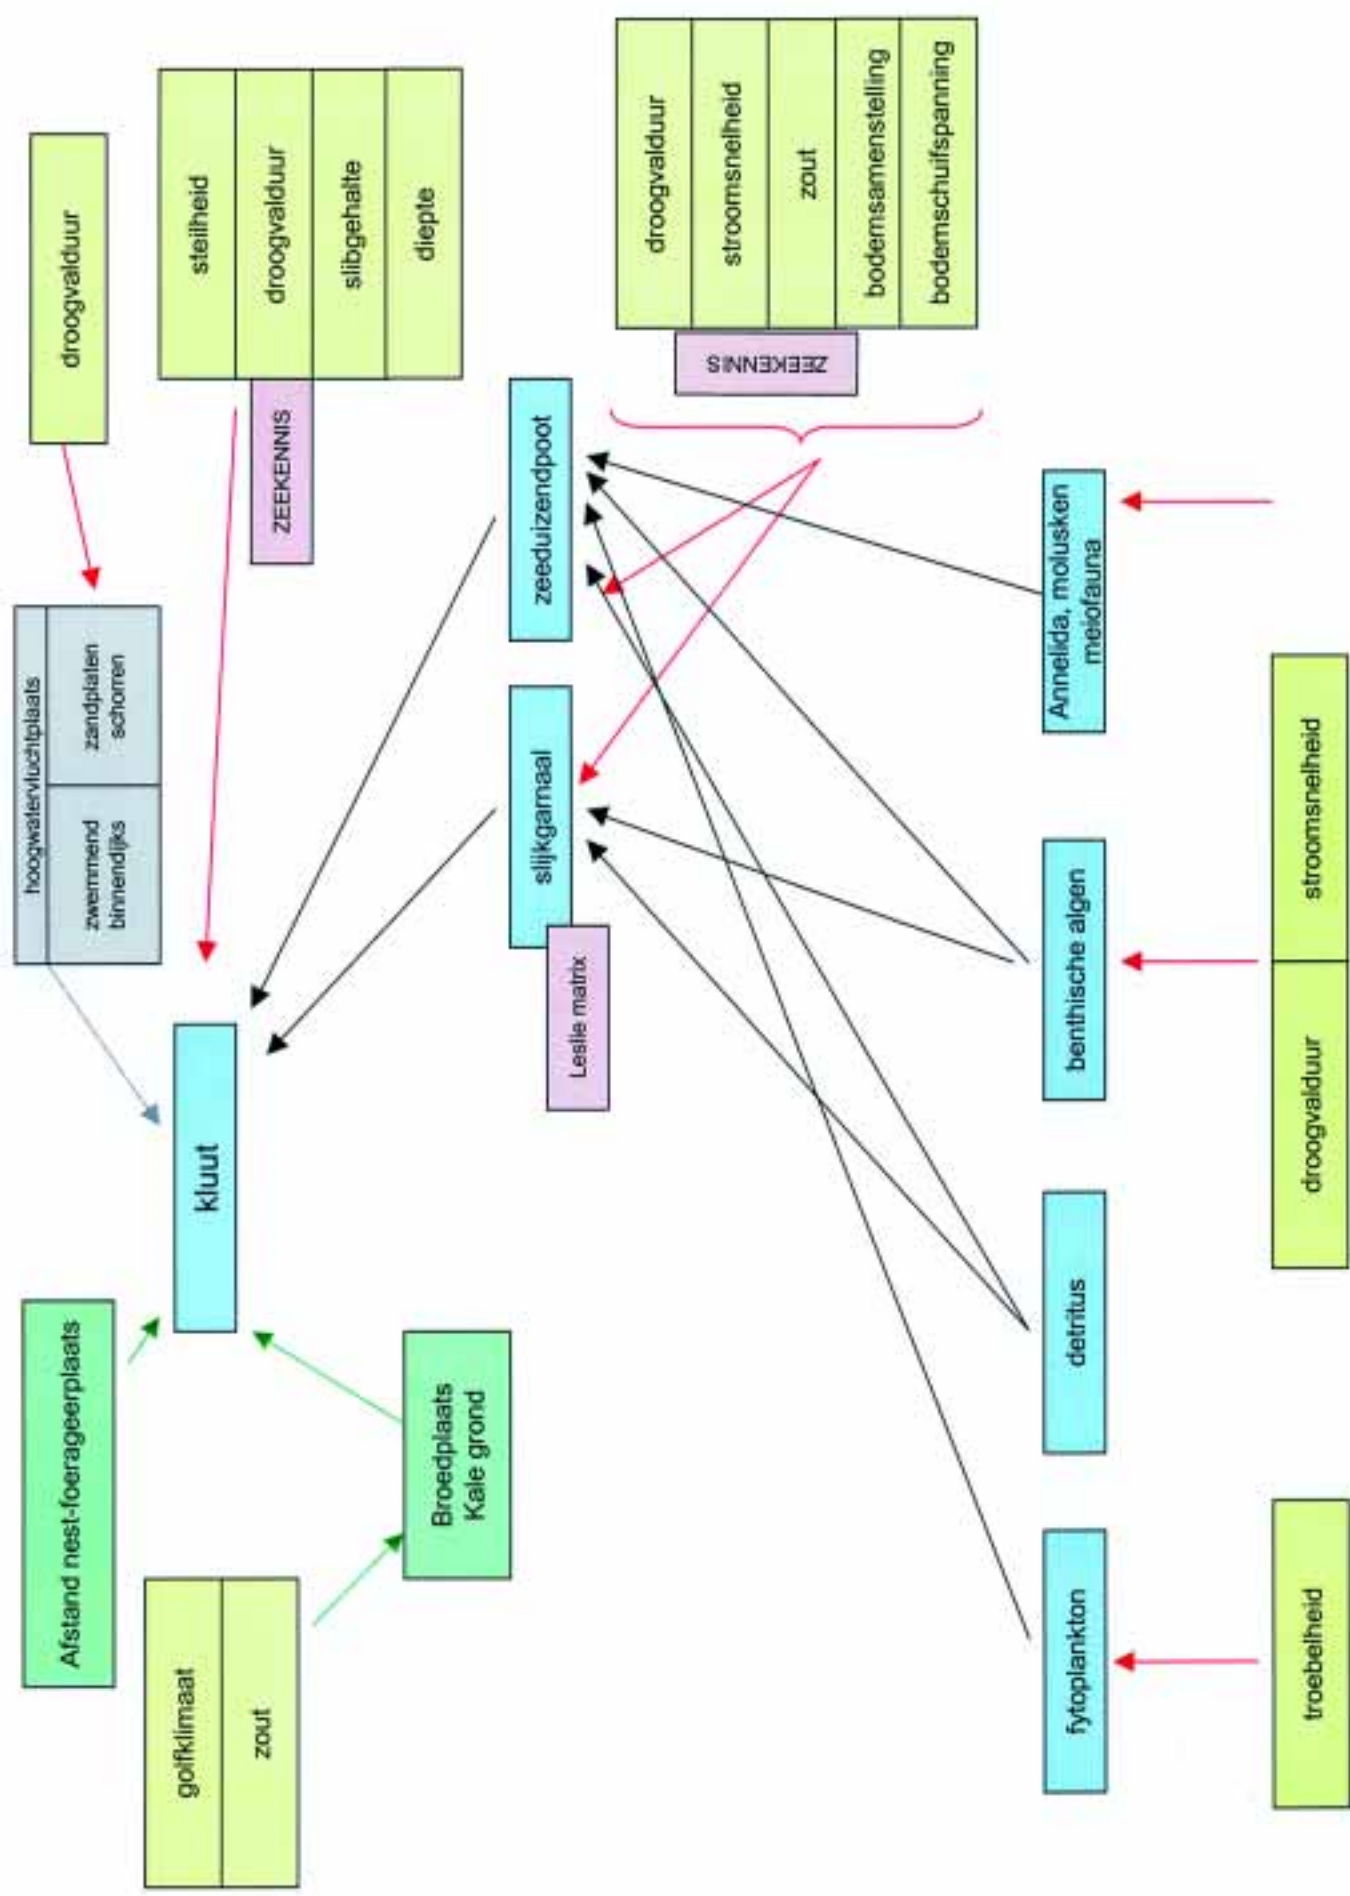 droogvalduur
hoogwatervluchtplaats
zwemmend
binnendijks
zandplaten
schorren
steilheid
droogvalduur
slibgehalte
diepte
ZEEKENNIS
Afstand nest-foerageerplaats
kluut
golfklimaat
zout
Broedplaats
Kale grond
slijkgarnaal
Leslie matrix
zeeduizendpoot
ZEEKENNIS
droogvalduur
stroomsnelheid
zout
bodemsamenstelling
bodemschuifspanning
fytoplankton
detritus
benthische algen
Annelida, molusken
meiofauna
troebelheid
droogvalduur
stroomsnelheid